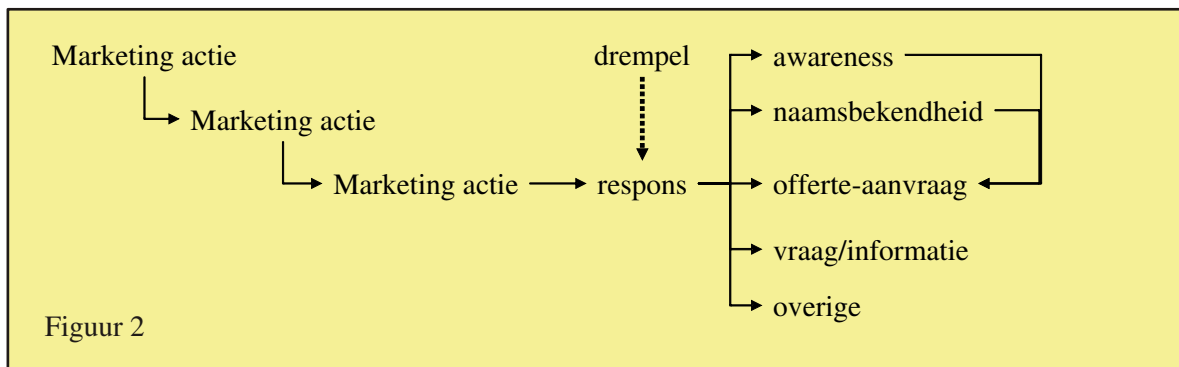 Marketing actie
drempel
awareness
Marketing actie
naamsbekendheid
Marketing actie
respons
offerte-aanvraag
vraag/informatie
overige
Figuur 2